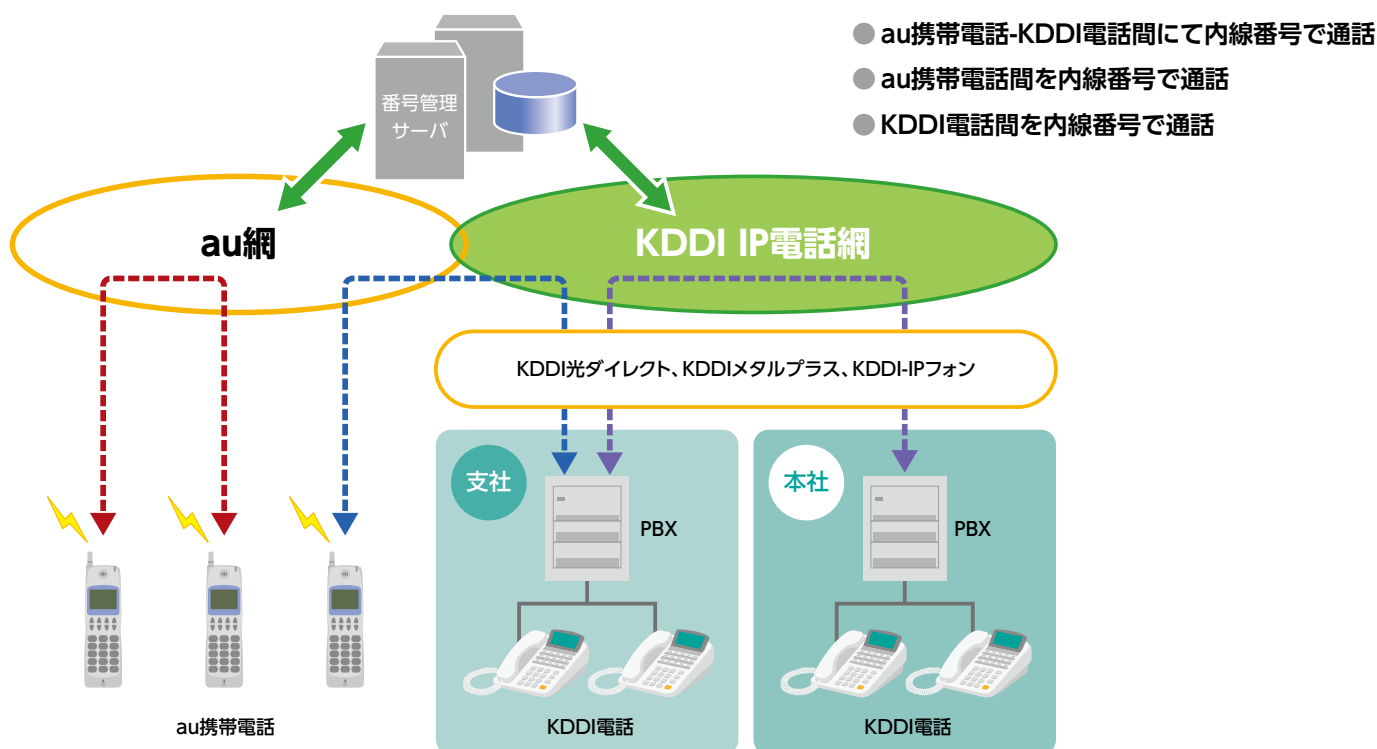 ● au携帯電話-KDDI電話間にて内線番号で通話
● au携帯電話間を内線番号で通話
● KDDI電話間を内線番号で通話
番号管理
サーバ
au網
KDDI IP電話網
KDDI光ダイレクト、KDDIメタルプラス、KDDI-IPフォン
支社
PBX
本社
PBX
au携帯電話
KDDI電話
KDDI電話